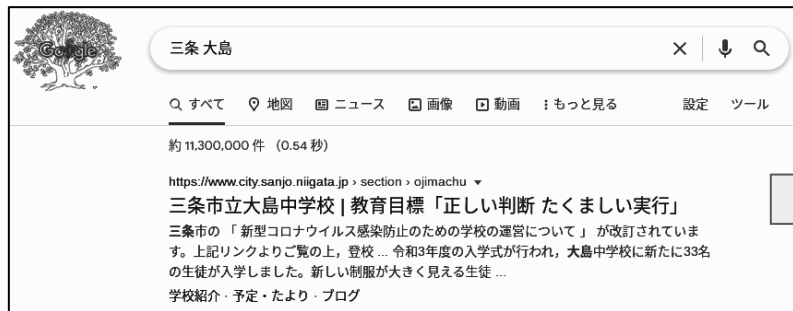 Google
三条 大島
すべて 地図 ニュース 画像 動画 もっと見る 設定 ツール
約 11,300,000 件 （0.54 秒）
https://www.city.sanjo.niigata.jp › section › ojimachu
三条市立大島中学校 | 教育目標「正しい判断 たくましい実行」
三条市の 「 新型コロナウイルス感染防止のための学校の運営について 」 が改訂されていま
す。上記リンクよりご覧の上，登校 ... 令和3年度の入学式が行われ，大島中学校に新たに33名
の生徒が入学しました。新しい制服が大きく見える生徒 ...
学校紹介 · 予定・たより · ブログ